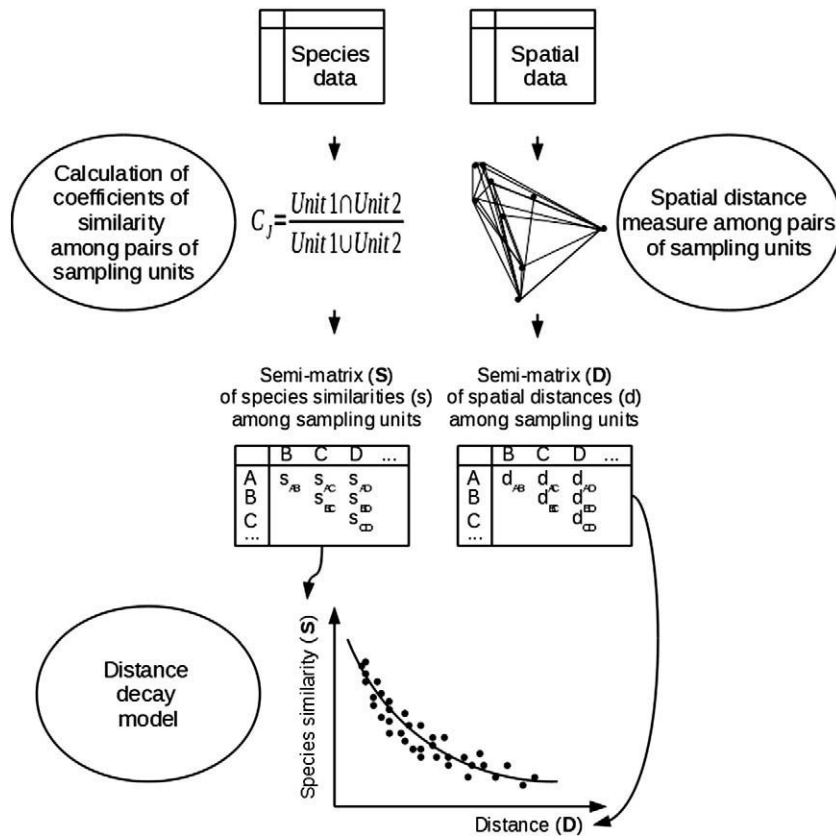 Species
data
Spatial
data
Calculation of
coefficients of
similarity
among pairs of
sampling units
C_J = Unit 1∩Unit 2
Unit 1∪Unit 2
Spatial distance
measure among pairs
of sampling units
Semi-matrix (S)
of species similarities (s)
among sampling units
Semi-matrix (D)
of spatial distances (d)
among sampling units
B C D ...
A s_AB s_AC s_AD
B s_BC s_BD
C s_CD
...
B C D ...
A d_AB d_AC d_AD
B d_BC d_BD
C d_CD
...
Distance
decay
model
Species similarity (S)
Distance (D)